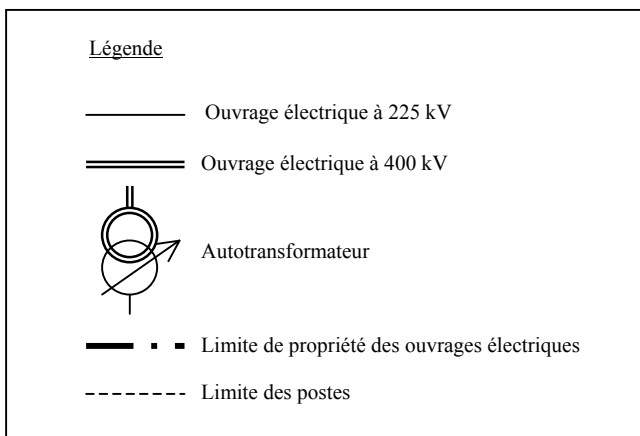 Légende
Ouvrage électrique à 225 kV
Ouvrage électrique à 400 kV
Autotransformateur
Limite de propriété des ouvrages électriques
Limite des postes